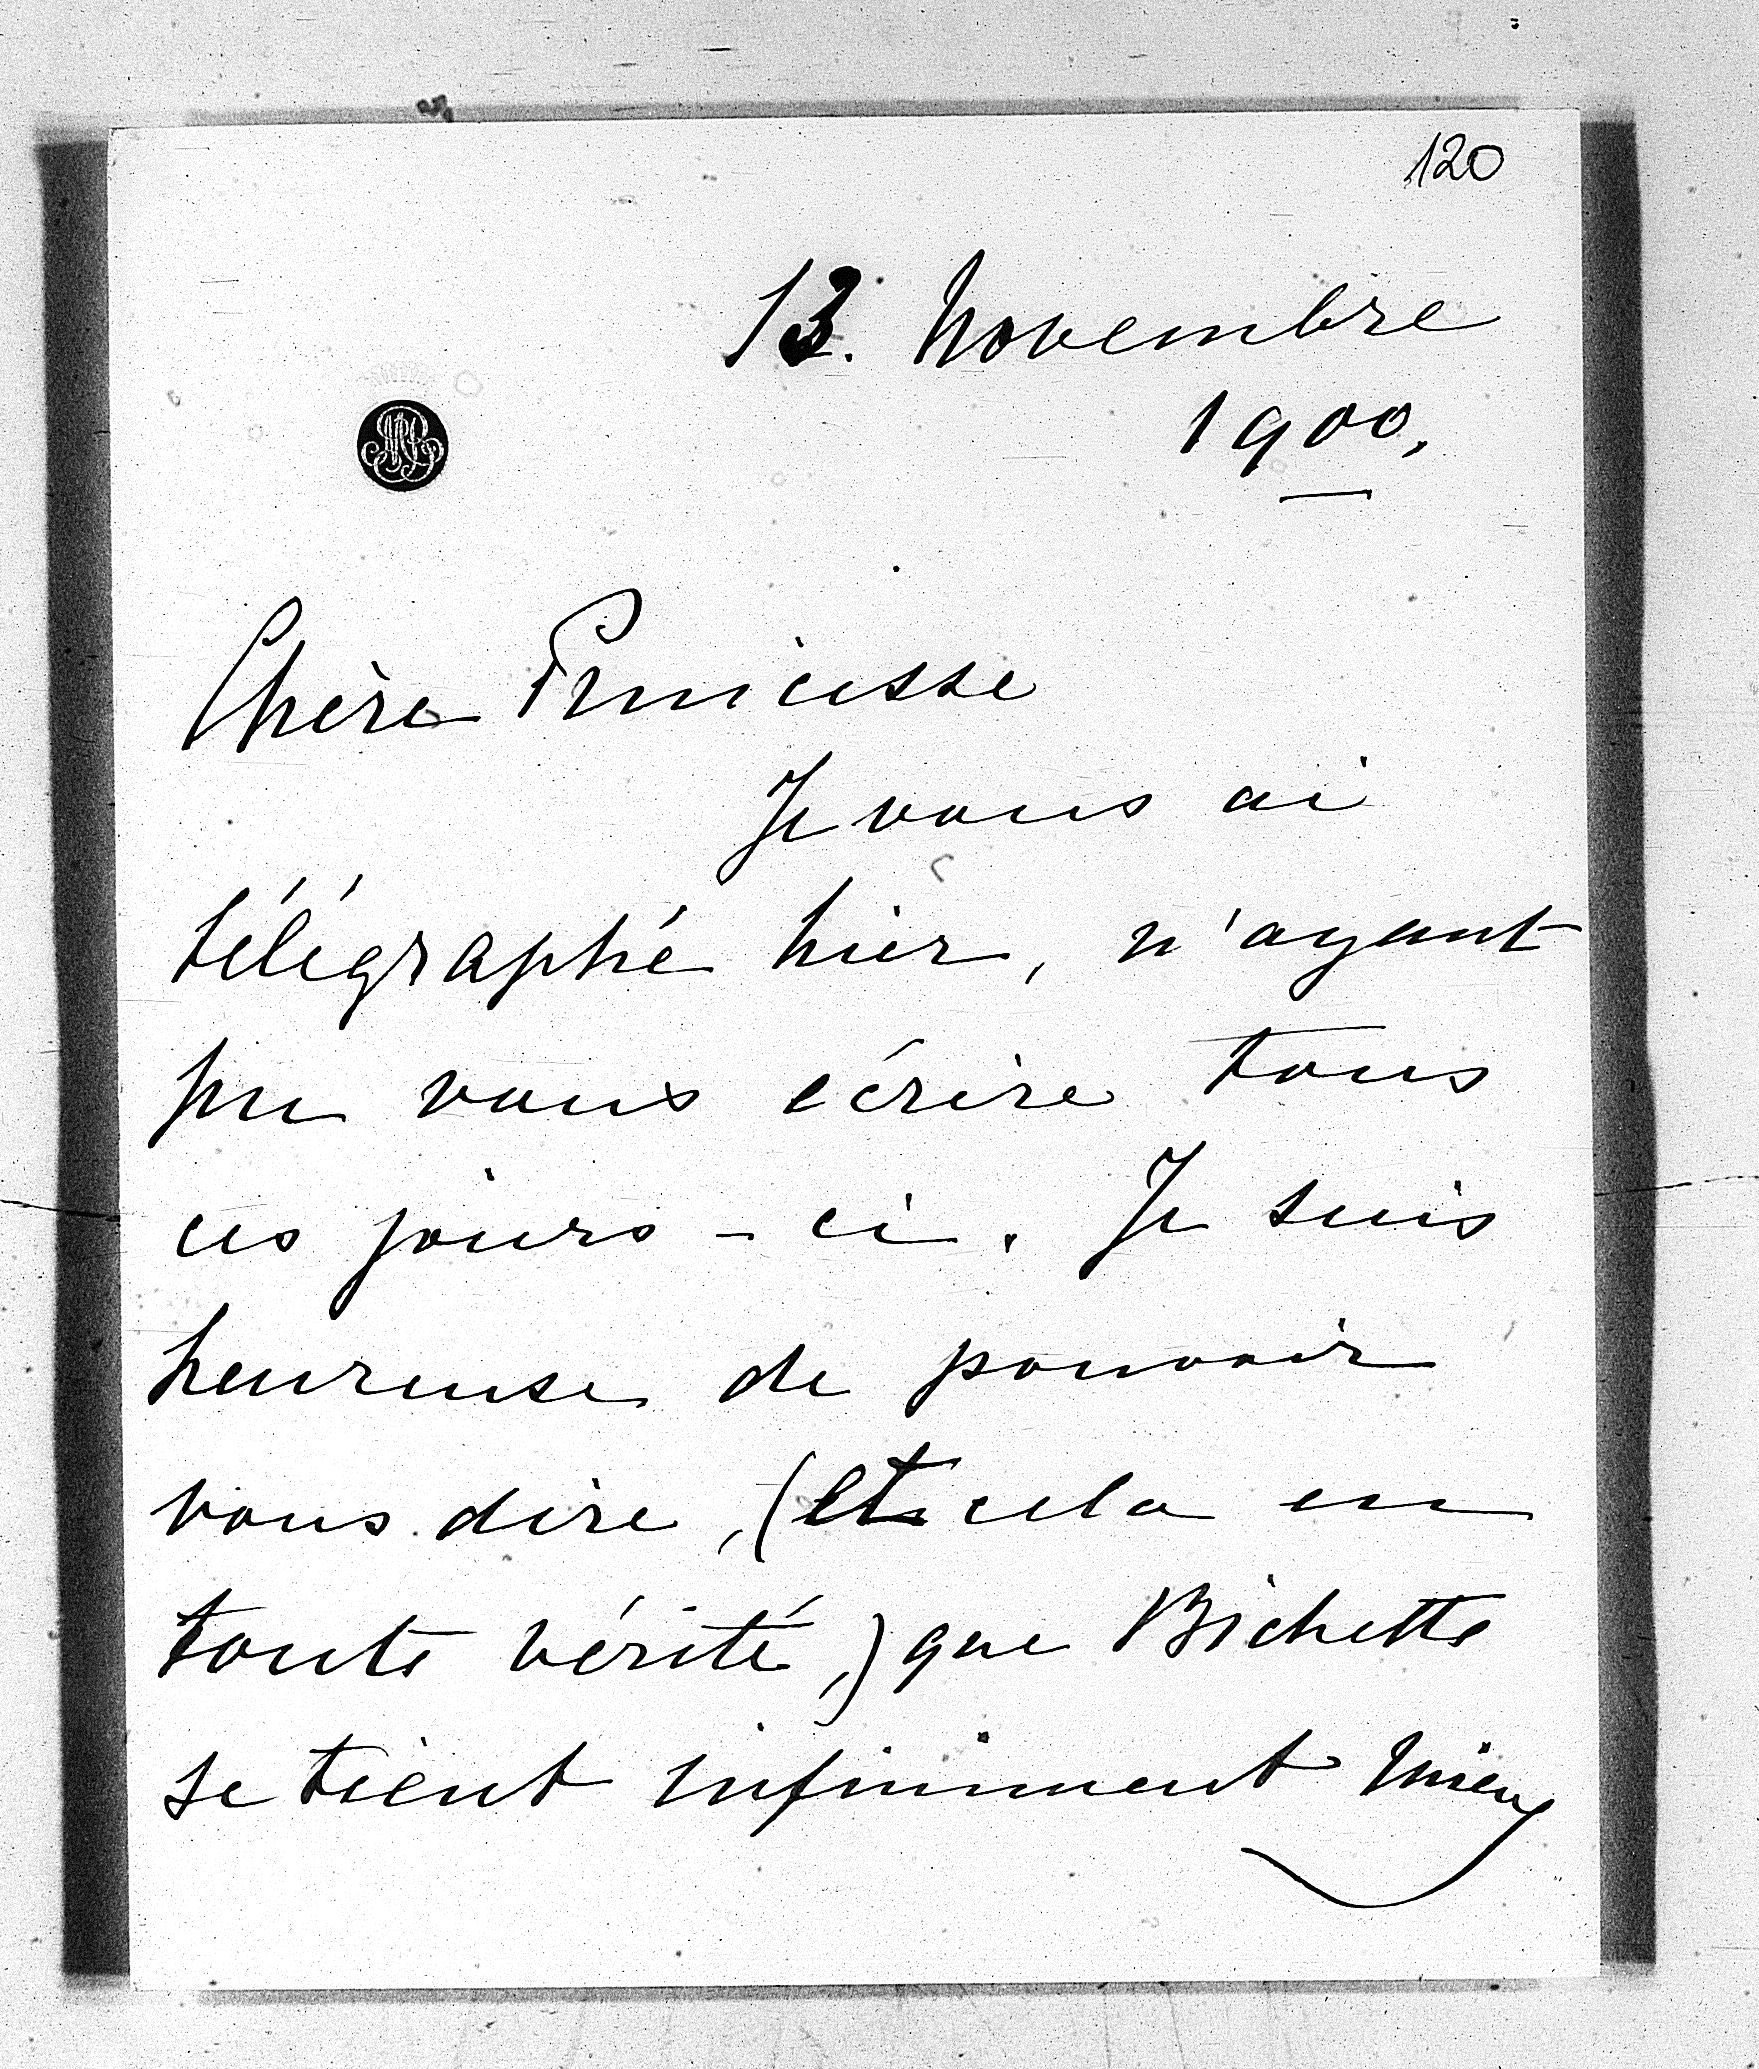 120
13. Novembre
1900,
Chère Princesse
Je vous ai
télégraphié hier, n'ayant
pu vous écrire tous
ces jours-ci. Je suis
heureuse de pouvoir
vous dire, (et cela en
toute vérité,) que Bichette
se tient infiniment mieux